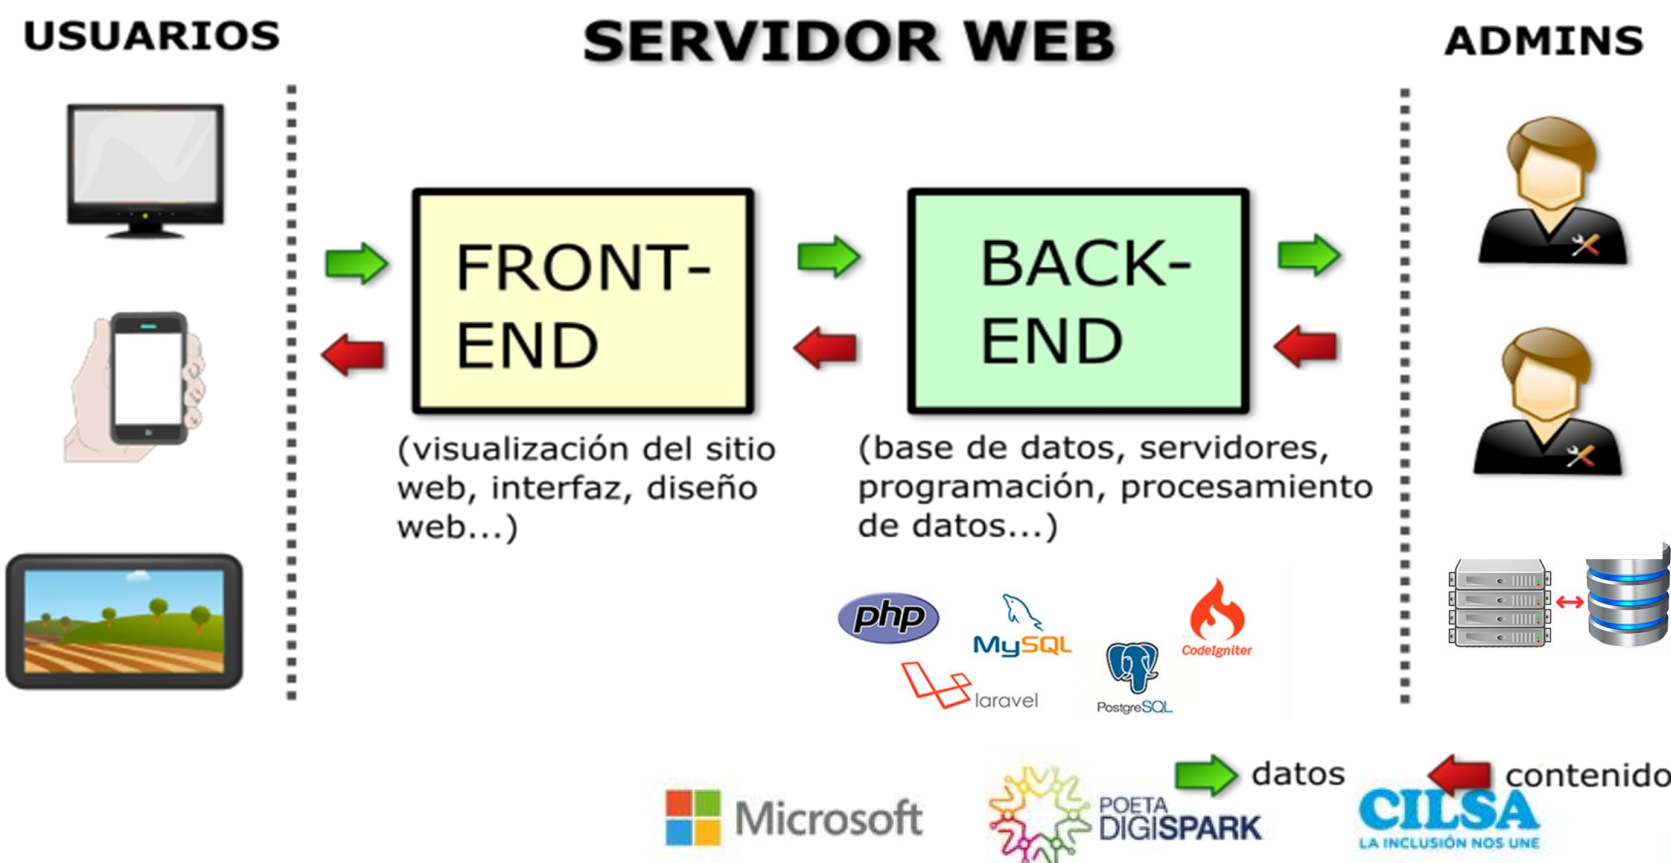 USUARIOS
SERVIDOR WEB
ADMINS
FRONT-
END
BACK-
END
(visualización del sitio
web, interfaz, diseño
web...)
(base de datos, servidores,
programación, procesamiento
de datos...)
php
MySQL
CodeIgniter
laravel
PostgreSQL
datos
contenido
Microsoft
POETA
DIGISPARK
CILSA
LA INCLUSIÓN NOS UNE